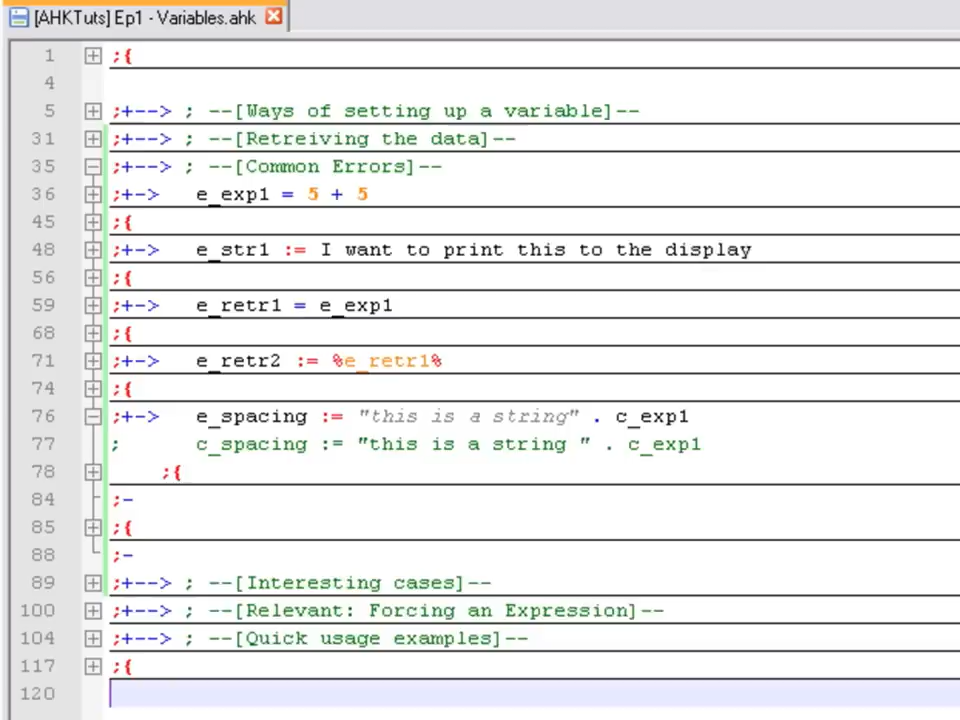 [AHKTuts] Ep1 - Variables.ahk
1 ;{
4
5 ;+--> ; --[Ways of setting up a variable]--
31 ;+--> ; --[Retreiving the data]--
35 ;+--> ; --[Common Errors]--
36 ;+-> e_exp1 = 5 + 5
45 ;{
48 ;+-> e_str1 := I want to print this to the display
56 ;{
59 ;+-> e_retr1 = e_exp1
68 ;{
71 ;+-> e_retr2 := %e_retr1%
74 ;{
76 ;+-> e_spacing := "this is a string" . c_exp1
77 ; c_spacing := "this is a string " . c_exp1
78 ;{
84 ;-
85 ;{
88 ;-
89 ;+--> ; --[Interesting cases]--
100 ;+--> ; --[Relevant: Forcing an Expression]--
104 ;+--> ; --[Quick usage examples]--
117 ;{
120